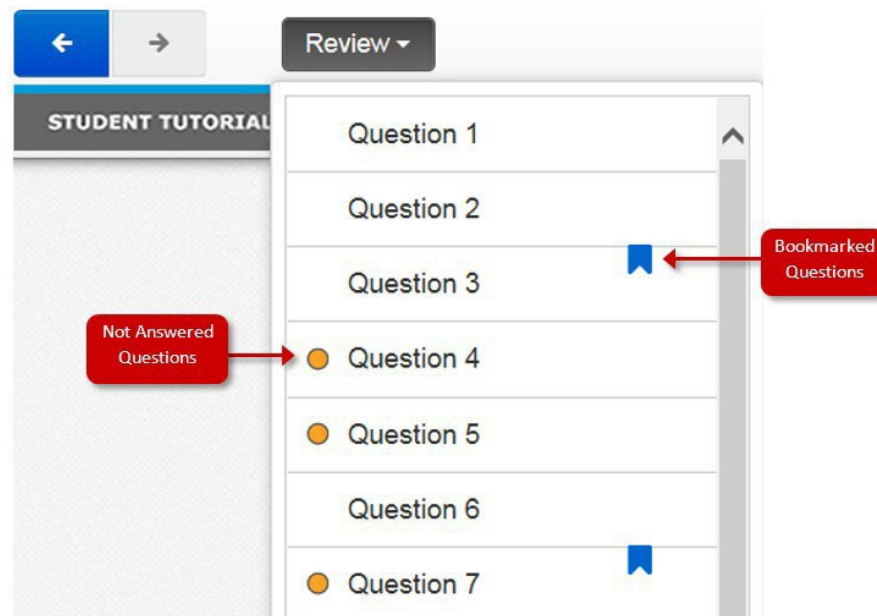 Review
STUDENT TUTORIAL
Question 1
Question 2
Bookmarked
Questions
Question 3
Not Answered
Questions
Question 4
Question 5
Question 6
Question 7